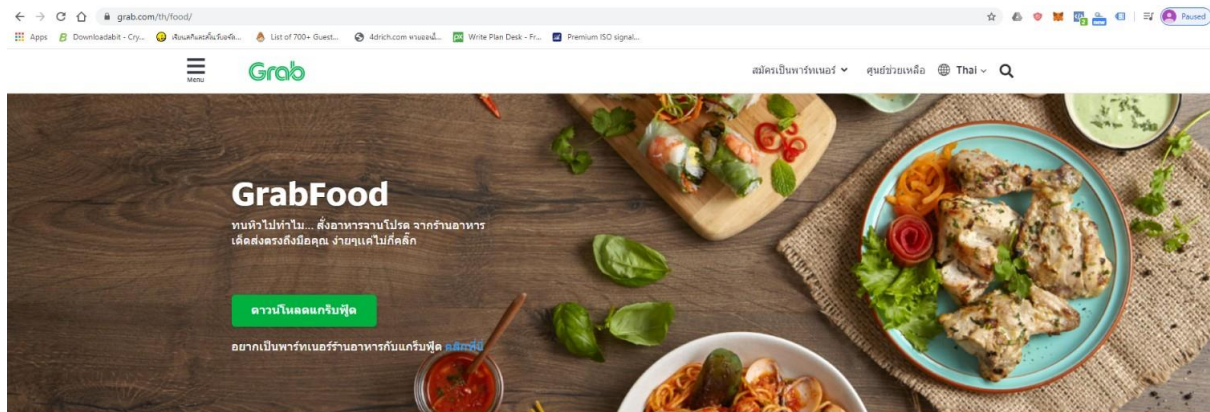 grab.com/th/food/
Paused
Apps
Downloadabit - Cry...
List of 700+ Guest...
Write Plan Desk - Fr...
Premium ISO signal...
Menu
Grab
สมัครเป็นพาร์ทเนอร์
ศูนย์ช่วยเหลือ
Thai
GrabFood
ทนหิวไปทำไม... สั่งอาหารจานโปรด จากร้านอาหาร
เด็ดส่งตรงถึงมือคุณ ง่ายๆแค่ไม่กี่คลิ๊ก
ดาวน์โหลดแกร็บฟู้ด
อยากเป็นพาร์ทเนอร์ร้านอาหารกับแกร็บฟู้ด คลิกที่นี่